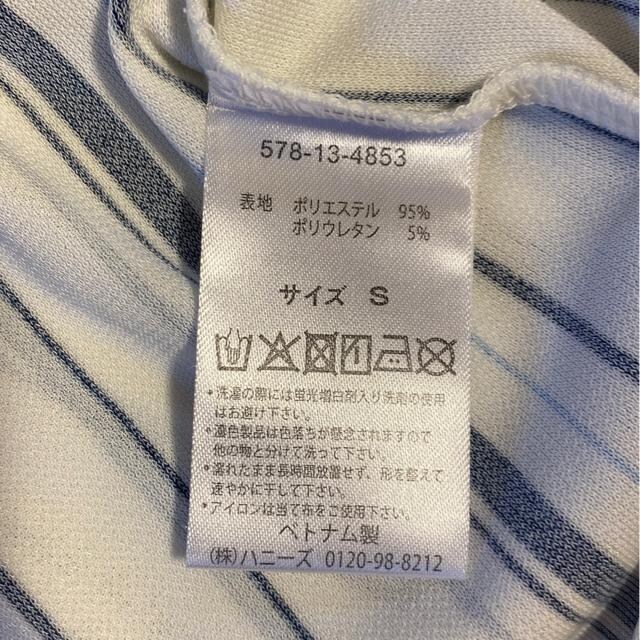 578-13-4853
表地 ポリエステル 95%
ポリウレタン 5%
サイズ S
・洗濯の際には蛍光増白剤入り洗剤の使用
はお避け下さい。
・濃色製品は色落ちが懸念されますので
他の物と分けて洗って下さい。
・濡れたまま長時間放置せず、形を整えて
速やかに干して下さい。
・アイロンは当て布をご使用下さい。
ベトナム製
(株)ハニーズ 0120-98-8212